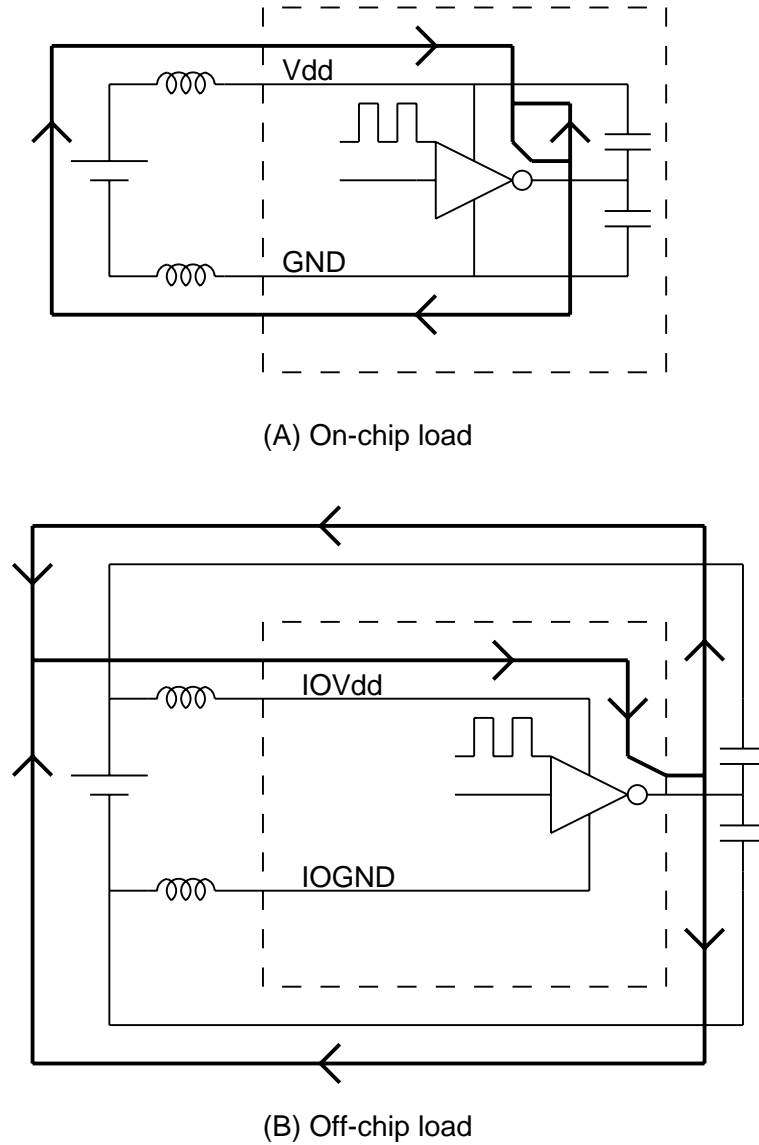 Vdd
GND
(A) On-chip load
IOVdd
IOGND
(B) Off-chip load